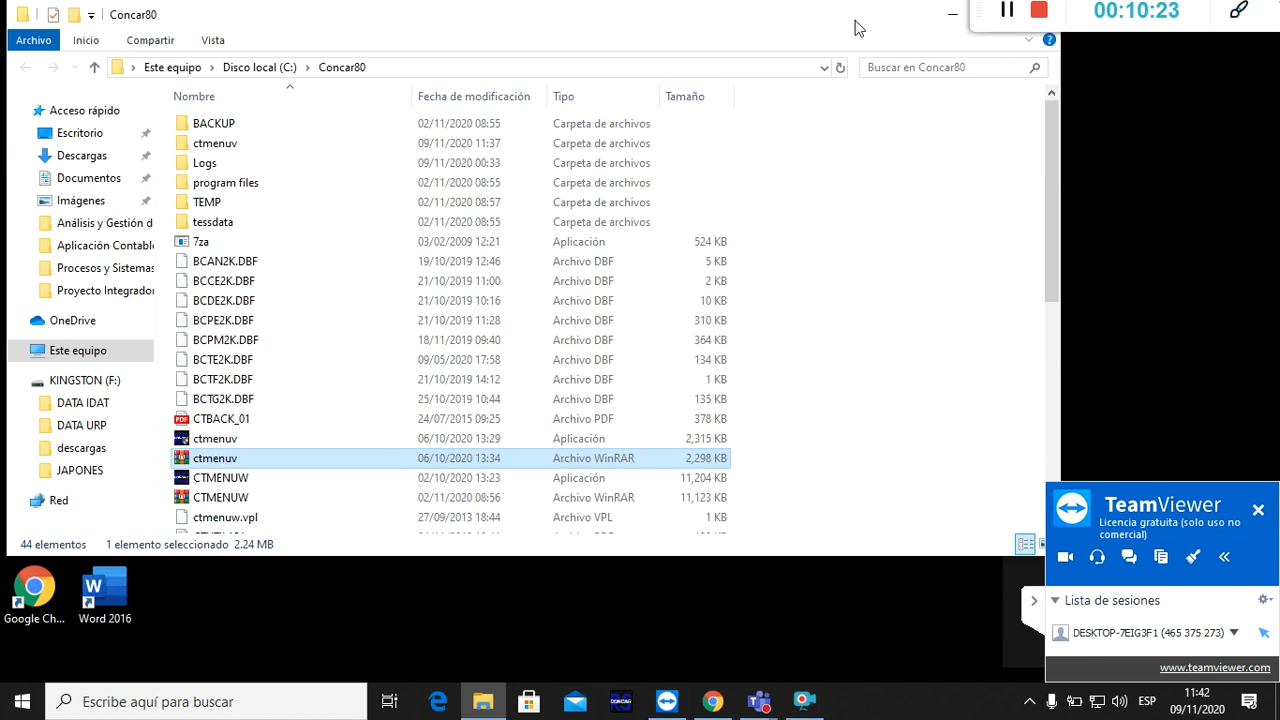 Concar80
00:10:23
Archivo Inicio Compartir Vista
Este equipo Disco local (C:) Concar80
Buscar en Concar80
Nombre Fecha de modificación Tipo Tamaño
Acceso rápido
Escritorio
Descargas
Documentos
Imágenes
Análisis y Gestión d
Aplicación Contabl
Procesos y Sistemas
Proyecto Integrador
OneDrive
Este equipo
KINGSTON (F:)
DATA IDAT
DATA URP
descargas
JAPONES
Red
BACKUP 02/11/2020 08:55 Carpeta de archivos
ctmenuv 09/11/2020 11:37 Carpeta de archivos
Logs 09/11/2020 00:33 Carpeta de archivos
program files 02/11/2020 08:55 Carpeta de archivos
TEMP 02/11/2020 08:57 Carpeta de archivos
tessdata 02/11/2020 08:55 Carpeta de archivos
7za 03/02/2009 12:21 Aplicación 524 KB
BCAN2K.DBF 19/10/2019 12:46 Archivo DBF 5 KB
BCCE2K.DBF 21/10/2019 11:00 Archivo DBF 2 KB
BCDE2K.DBF 21/10/2019 10:16 Archivo DBF 10 KB
BCPE2K.DBF 21/10/2019 11:28 Archivo DBF 310 KB
BCPM2K.DBF 18/11/2019 09:40 Archivo DBF 364 KB
BCTE2K.DBF 09/05/2020 17:58 Archivo DBF 134 KB
BCTF2K.DBF 21/10/2019 14:12 Archivo DBF 1 KB
BCTG2K.DBF 25/10/2019 10:44 Archivo DBF 135 KB
CTBACK_01 24/07/2015 09:25 Archivo PDF 378 KB
ctmenuv 06/10/2020 13:29 Aplicación 2,315 KB
ctmenuv 06/10/2020 13:34 Archivo WinRAR 2,298 KB
CTMENUW 02/10/2020 13:23 Aplicación 11,204 KB
CTMENUW 02/11/2020 08:56 Archivo WinRAR 11,123 KB
ctmenuw.vpl 27/09/2013 18:44 Archivo VPL 1 KB
44 elementos 1 elemento seleccionado 2.24 MB
TeamViewer
Licencia gratuita (solo uso no
comercial)
Lista de sesiones
DESKTOP-7EIG3F1 (465 375 273)
www.teamviewer.com
Google Ch...
Word 2016
Escribe aquí para buscar
ESP
11:42
09/11/2020